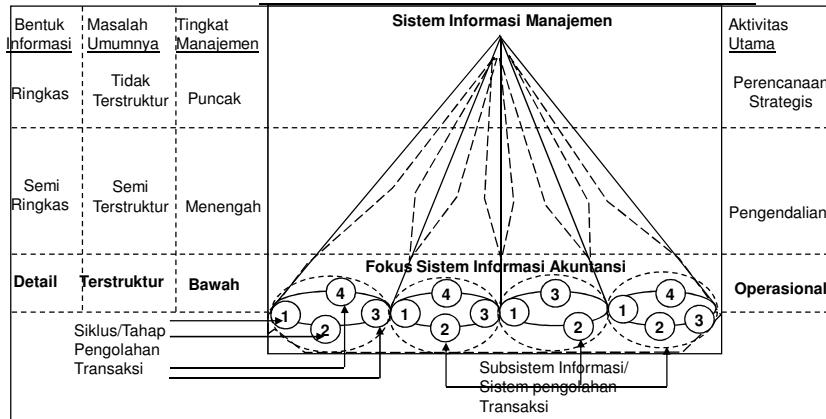 Bentuk
Informasi
Masalah
Umumnya
Tingkat
Manajemen
Sistem Informasi Manajemen
Aktivitas
Utama
Ringkas
Tidak
Terstruktur
Puncak
Perencanaan
Strategis
Semi
Ringkas
Semi
Terstruktur
Menengah
Pengendalian
Detail
Terstruktur
Bawah
Fokus Sistem Informasi Akuntansi
Operasional
1 4 3 2
1 4 3 2
1 3 2
1 4 3 2
Siklus/Tahap
Pengolahan
Transaksi
Subsistem Informasi/
Sistem pengolahan
Transaksi